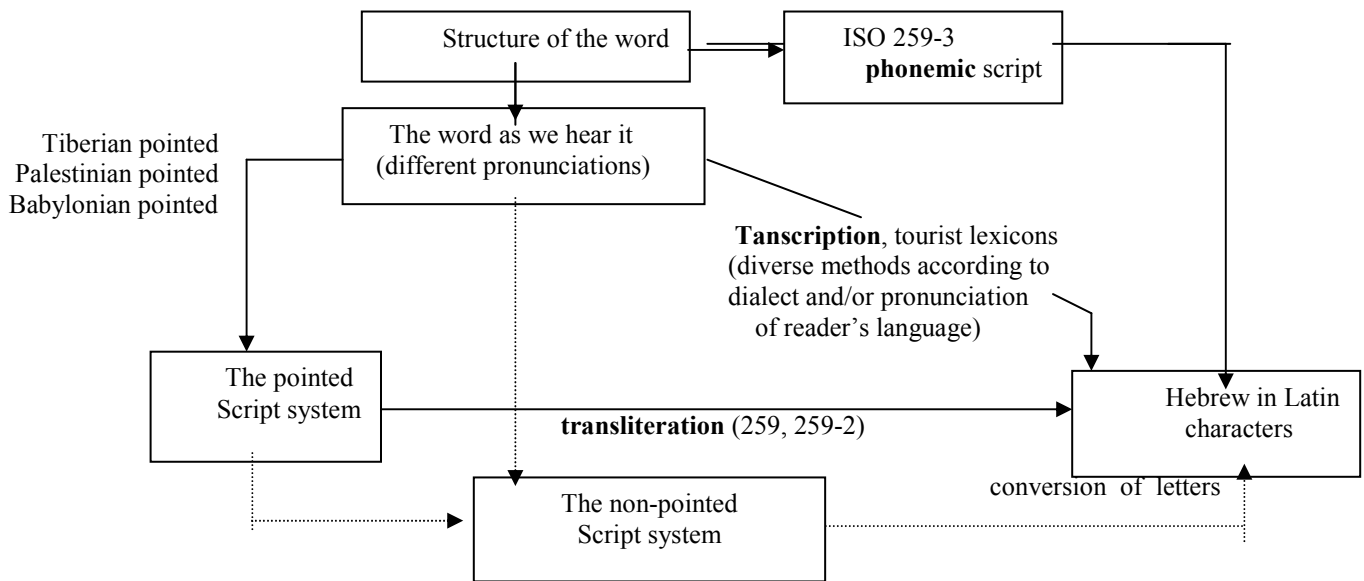 Structure of the word
ISO 259-3
phonemic script
The word as we hear it
(different pronunciations)
Tiberian pointed
Palestinian pointed
Babylonian pointed
Tanscription, tourist lexicons
(diverse methods according to
dialect and/or pronunciation
of reader’s language)
The pointed
Script system
transliteration (259, 259-2)
Hebrew in Latin
characters
conversion of letters
The non-pointed
Script system